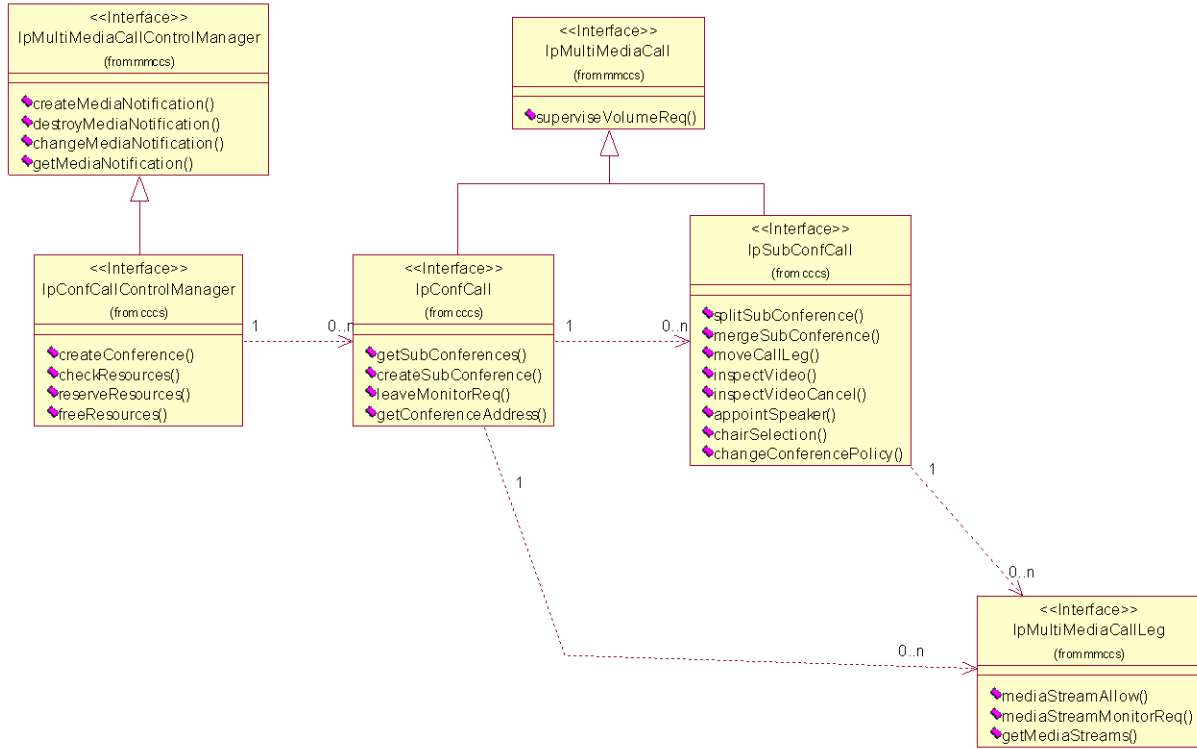 <<Interface>>
IpMultiMediaCallControlManager
(from mmccs)
createMediaNotification()
destroyMediaNotification()
changeMediaNotification()
getMediaNotification()
<<Interface>>
IpMultiMediaCall
(from mmccs)
superviseVolumeReq()
<<Interface>>
IpConfCallControlManager
(from cccs)
createConference()
checkResources()
reserveResources()
freeResources()
1
0..n
<<Interface>>
IpConfCall
(from cccs)
getSubConferences()
createSubConference()
leaveMonitorReq()
getConferenceAddress()
1
0..n
<<Interface>>
IpSubConfCall
(from cccs)
splitSubConference()
mergeSubConference()
moveCallLeg()
inspectVideo()
inspectVideoCancel()
appointSpeaker()
chairSelection()
changeConferencePolicy()
1
0..n
1
0..n
<<Interface>>
IpMultiMediaCallLeg
(from mmccs)
mediaStreamAllow()
mediaStreamMonitorReq()
getMediaStreams()